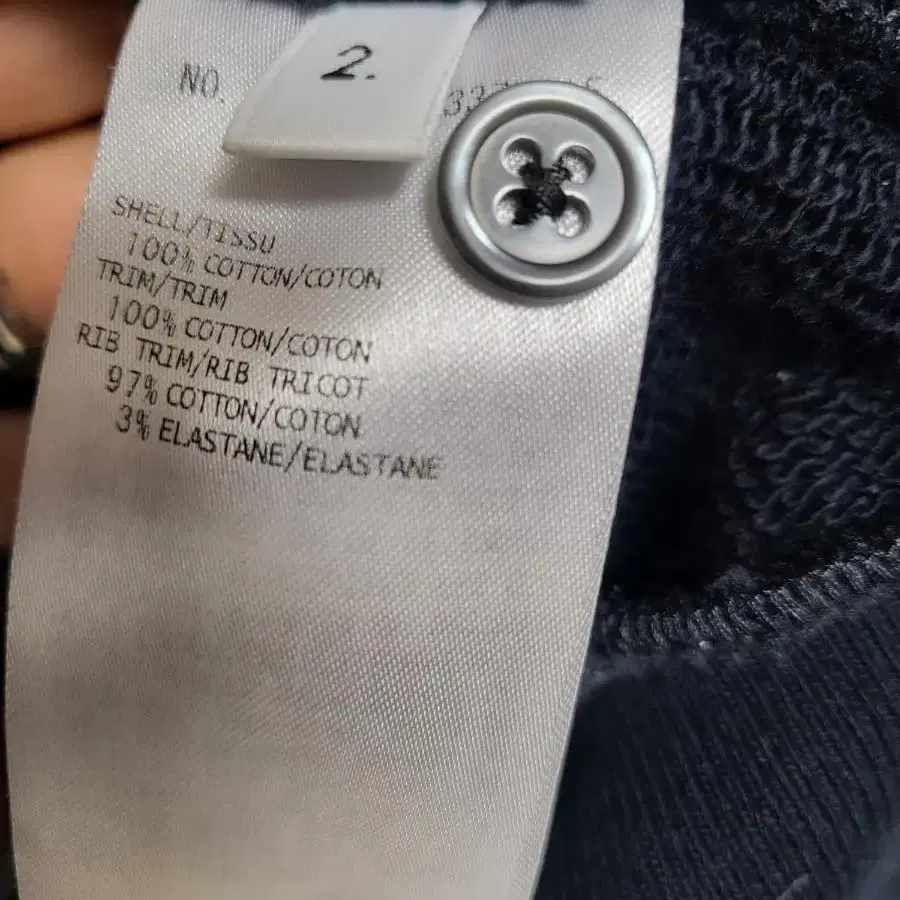 2.
NO.
SHELL/TISSU
100% COTTON/COTON
TRIM/TRIM
100% COTTON/COTON
RIB TRIM/RIB TRICOT
97% COTTON/COTON
3% ELASTANE/ELASTANE